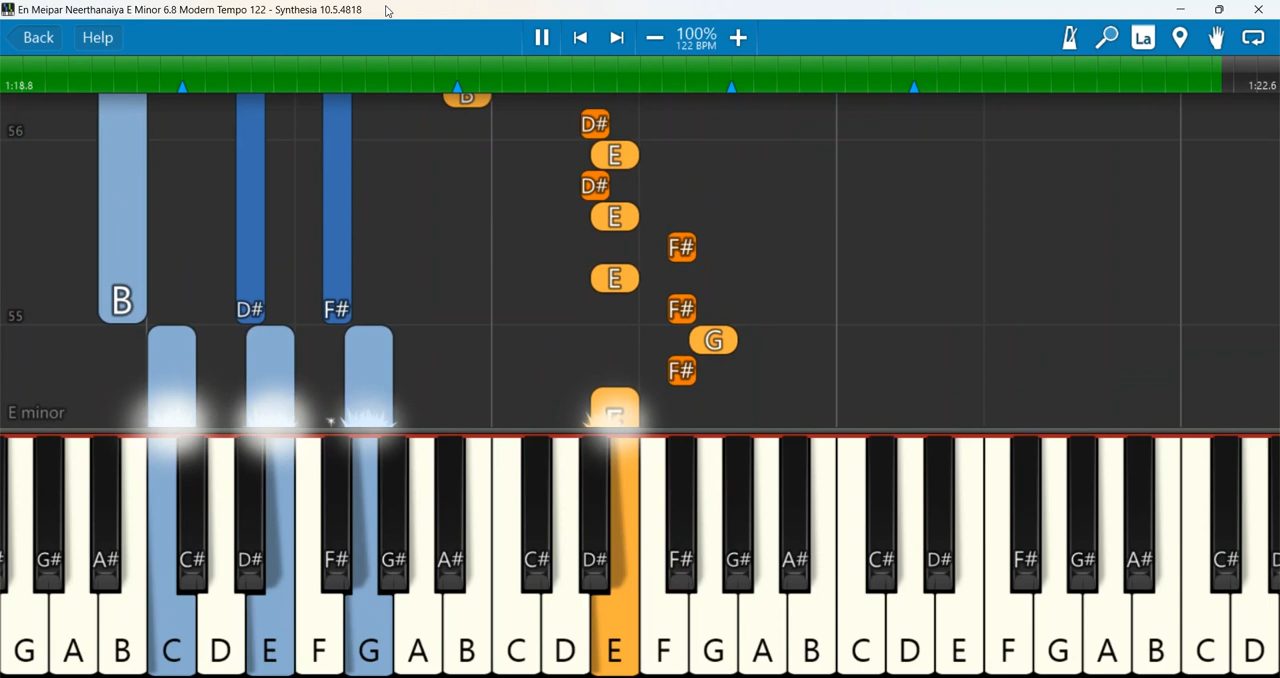 En Meipar Neerthanaiya E Minor 6.8 Modern Tempo 122 - Synthesia 10.5.4818
Back Help 100% La
122 BPM
1:18.8 1:22.6
B
56 D#
E
D#
E
F#
E
B D# F# F#
55
G
F#
E minor
G# A# C# D# F# G# A# C# D# F# G# A# C# D# F# G# A# C#
G A B C D E F G A B C D E F G A B C D E F G A B C D